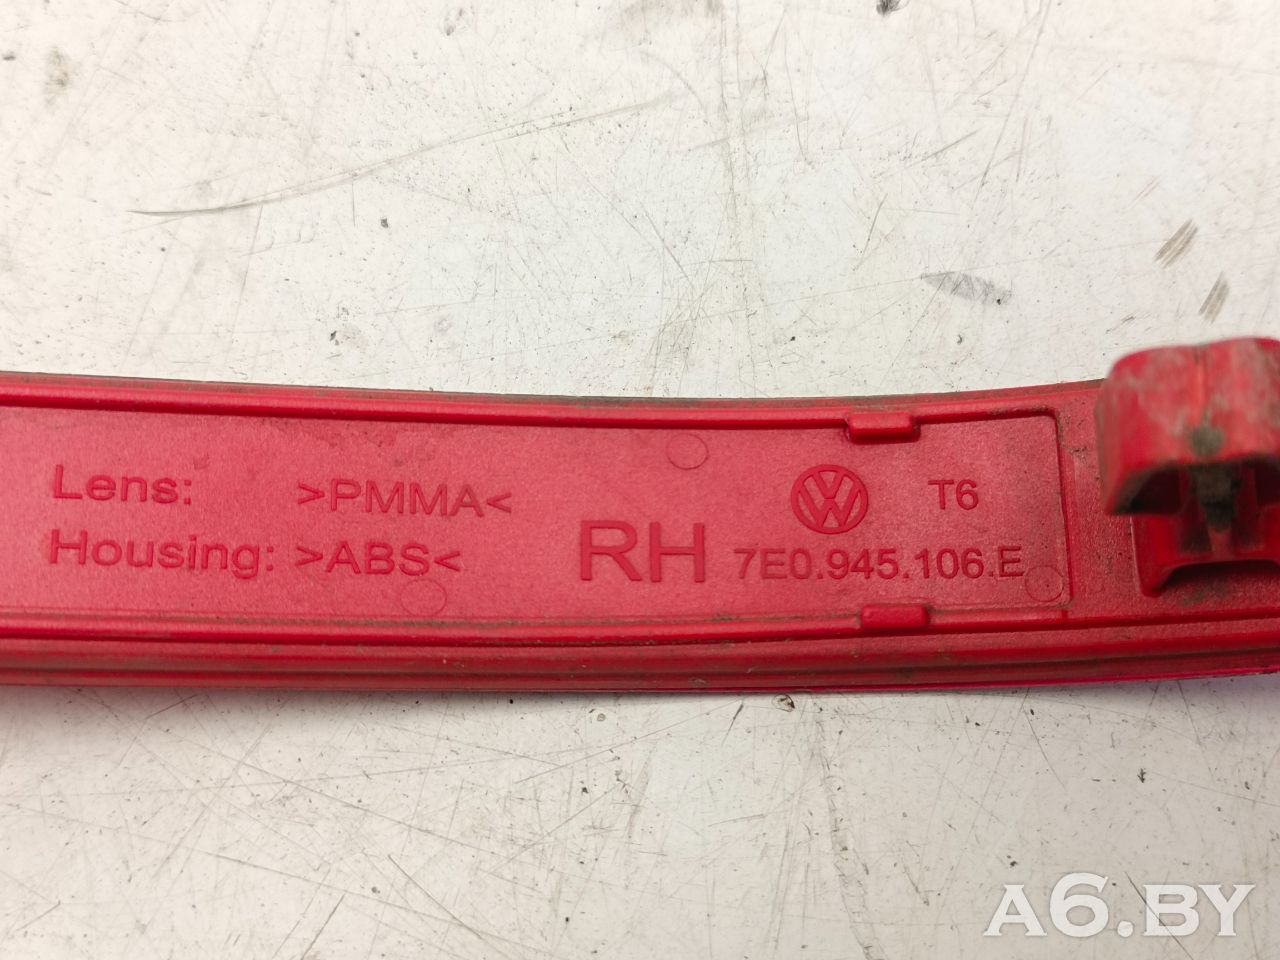 Lens: >PMMA<
Housing: >ABS<
RH
T6
7E0.945.106.E
A6.BY